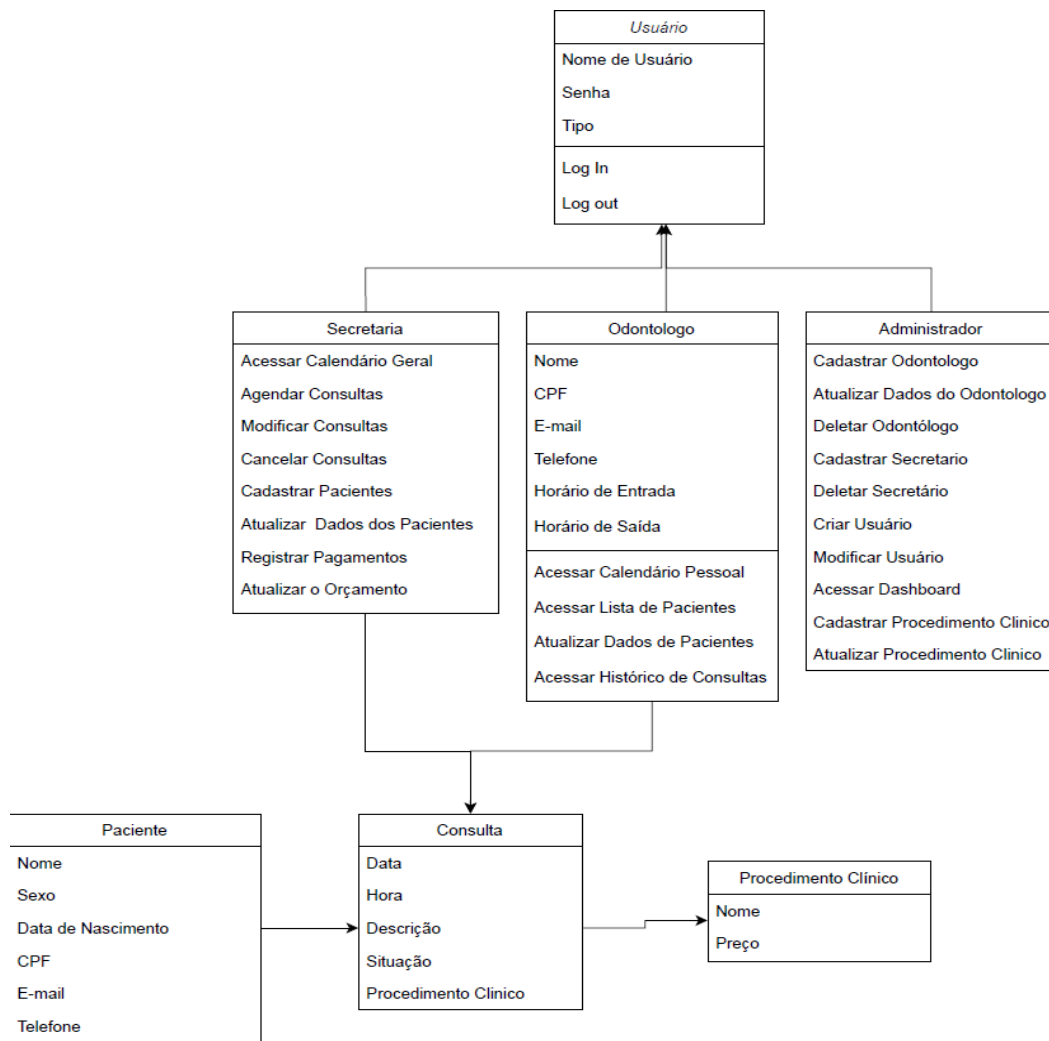 Usuário
Nome de Usuário
Senha
Tipo
Log In
Log out
Secretaria
Acessar Calendário Geral
Agendar Consultas
Modificar Consultas
Cancelar Consultas
Cadastrar Pacientes
Atualizar Dados dos Pacientes
Registrar Pagamentos
Atualizar o Orçamento
Odontologo
Nome
CPF
E-mail
Telefone
Horário de Entrada
Horário de Saída
Acessar Calendário Pessoal
Acessar Lista de Pacientes
Atualizar Dados de Pacientes
Acessar Histórico de Consultas
Administrador
Cadastrar Odontologo
Atualizar Dados do Odontologo
Deletar Odontólogo
Cadastrar Secretario
Deletar Secretário
Criar Usuário
Modificar Usuário
Acessar Dashboard
Cadastrar Procedimento Clinico
Atualizar Procedimento Clinico
Paciente
Nome
Sexo
Data de Nascimento
CPF
E-mail
Telefone
Consulta
Data
Hora
Descrição
Situação
Procedimento Clinico
Procedimento Clínico
Nome
Preço